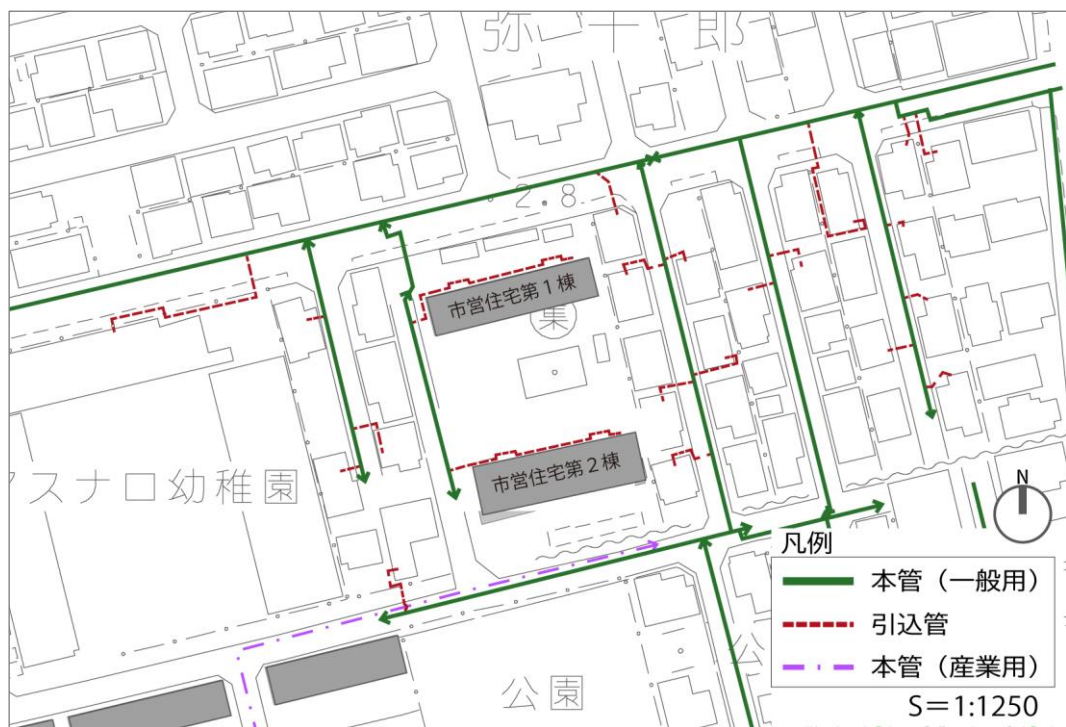 弥十郎
2.8
市営住宅第1棟
集
市営住宅第2棟
アスナロ幼稚園
N
凡例
本管（一般用）
引込管
本管（産業用）
公
公園
S＝1:1250